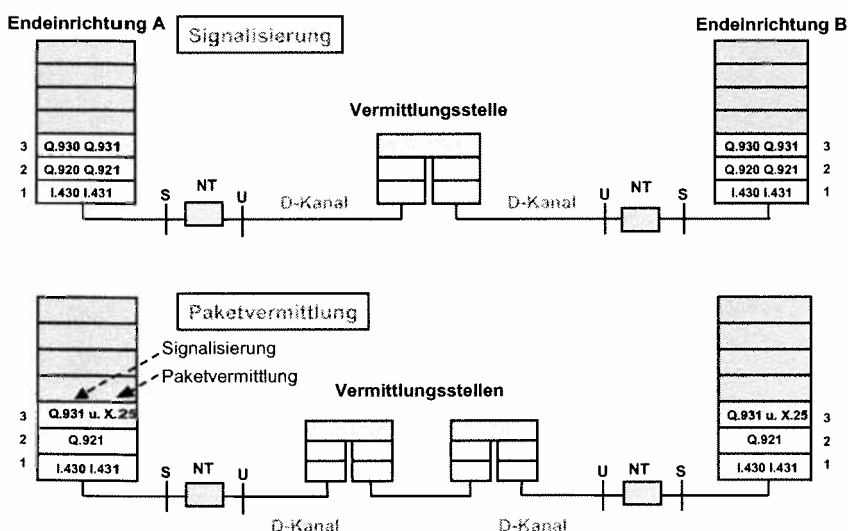 Endeinrichtung A
Signalisierung
Endeinrichtung B
Vermittlungsstelle
3 Q.930 Q.931
2 Q.920 Q.921
1 I.430 I.431
Q.930 Q.931 3
Q.920 Q.921 2
I.430 I.431 1
S NT U D-Kanal D-Kanal U NT S
Paketvermittlung
Signalisierung
Paketvermittlung
Vermittlungsstellen
3 Q.931 u. X.25
2 Q.921
1 I.430 I.431
Q.931 u. X.25 3
Q.921 2
I.430 I.431 1
S NT U U NT S
D-Kanal D-Kanal